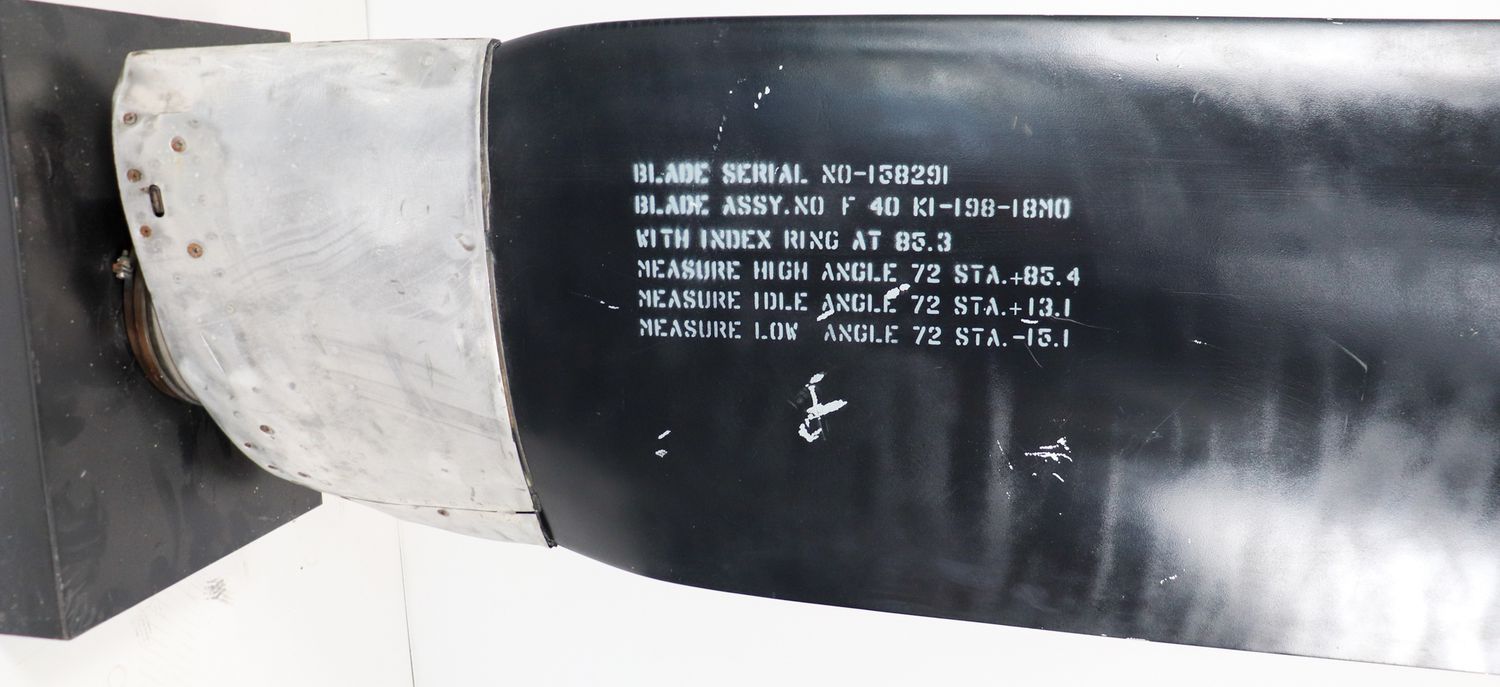 BLADE SERIAL NO-158291
BLADE ASSY.NO F 40 KI-198-18MO
WITH INDEX RING AT 85.3
MEASURE HIGH ANGLE 72 STA.+85.4
MEASURE IDLE ANGLE 72 STA.+13.1
MEASURE LOW ANGLE 72 STA.-15.1